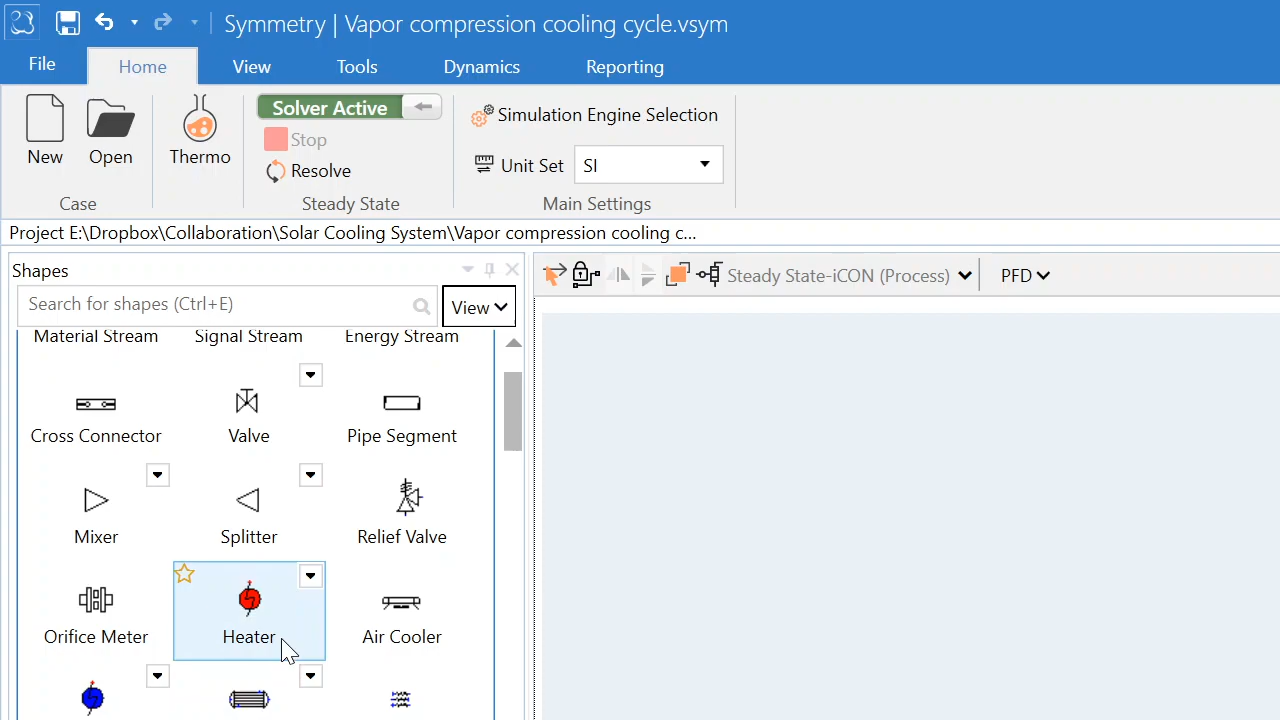 Symmetry | Vapor compression cooling cycle.vsym
File Home View Tools Dynamics Reporting
New Open Thermo
Solver Active
Stop
Resolve
Simulation Engine Selection
Unit Set SI
Case Steady State Main Settings
Project E:\Dropbox\Collaboration\Solar Cooling System\Vapor compression cooling c...
Shapes
Search for shapes (Ctrl+E) View
Steady State-iCON (Process) PFD
Material Stream Signal Stream Energy Stream
Cross Connector Valve Pipe Segment
Mixer Splitter Relief Valve
Orifice Meter Heater Air Cooler